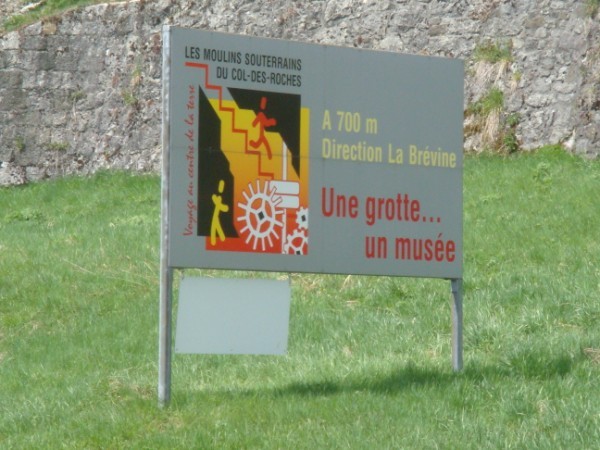 LES MOULINS SOUTERRAINS
DU COL-DES-ROCHES
Voyage au centre de la terre
A 700 m
Direction La Brévine
Une grotte...
un musée